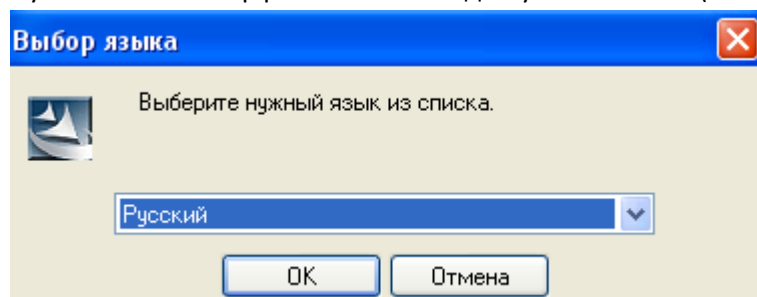 Выбор языка
Выберите нужный язык из списка.
Русский
OK
Отмена